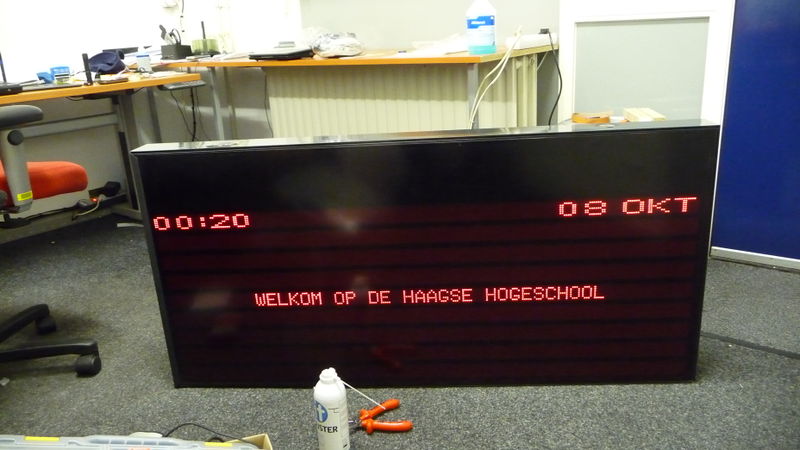 00:20 08 OKT
WELKOM OP DE HAAGSE HOGESCHOOL